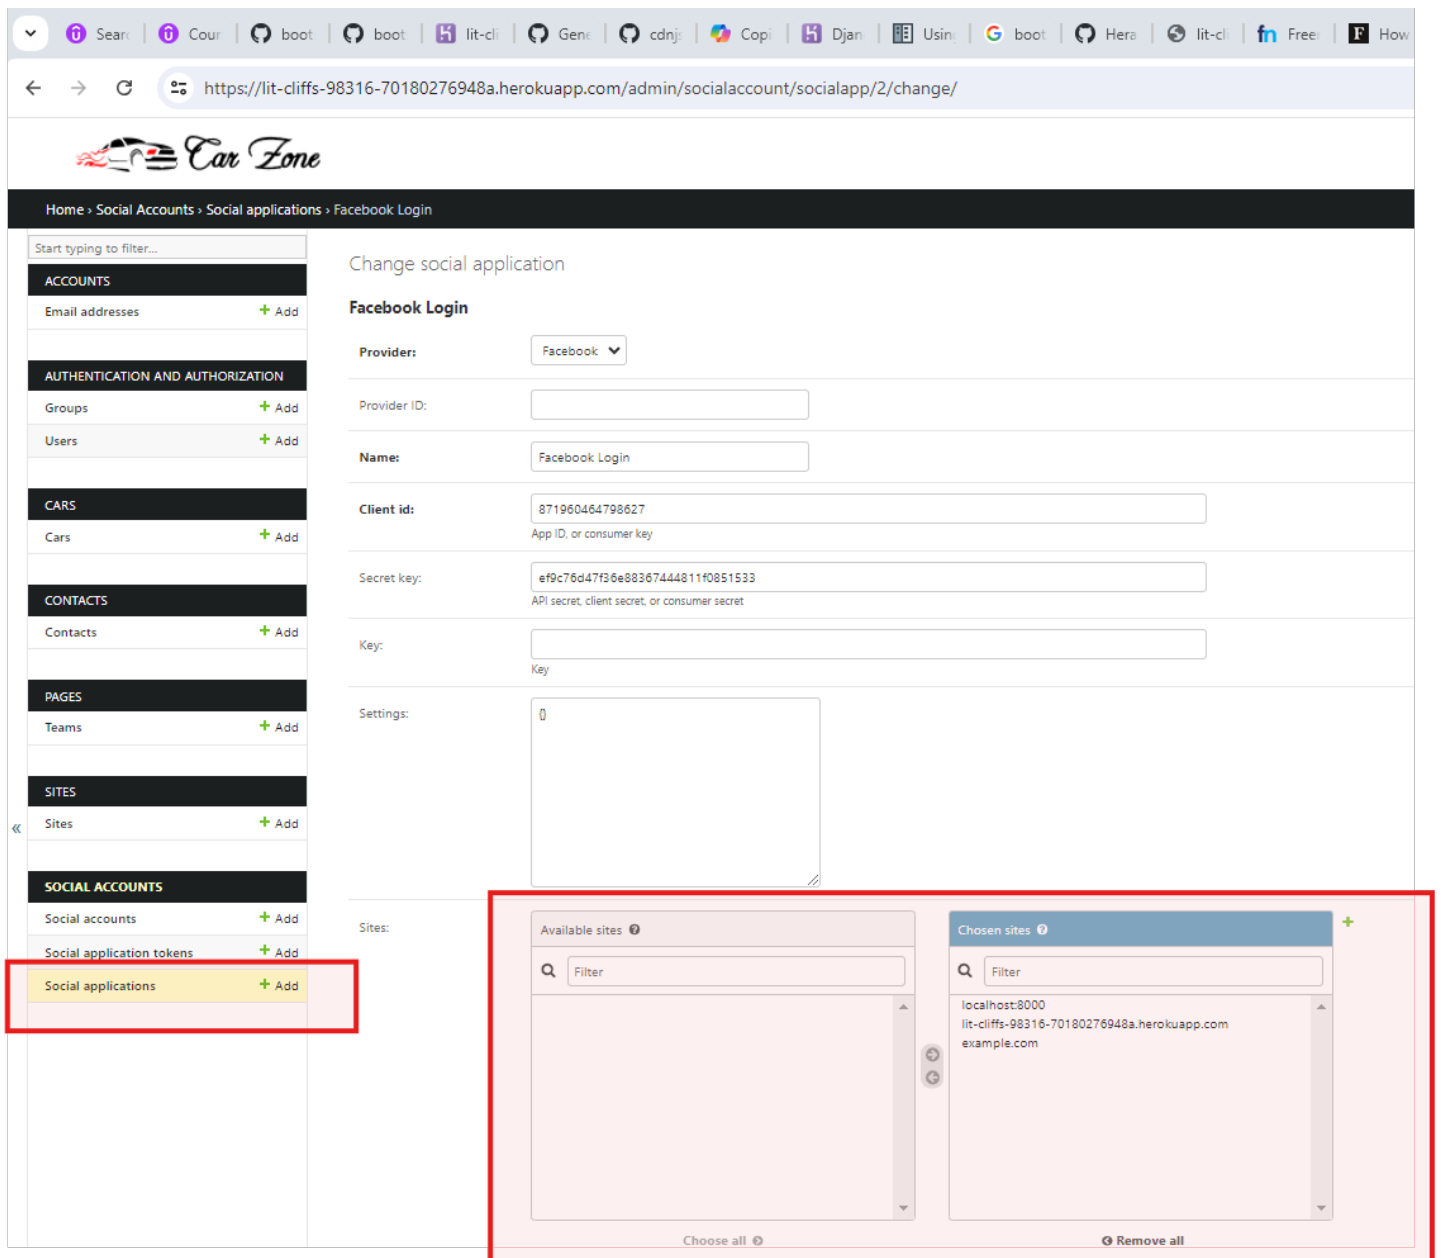 Sear
Cour
boot
boot
lit-cli
Gene
cdnjs
Copi
Djan
Using
boot
Hera
lit-cli
fn Free
F How
https://lit-cliffs-98316-70180276948a.herokuapp.com/admin/socialaccount/socialapp/2/change/
Car Zone
Home › Social Accounts › Social applications › Facebook Login
Start typing to filter...
ACCOUNTS
Email addresses + Add
AUTHENTICATION AND AUTHORIZATION
Groups + Add
Users + Add
CARS
Cars + Add
CONTACTS
Contacts + Add
PAGES
Teams + Add
SITES
Sites + Add
«
SOCIAL ACCOUNTS
Social accounts + Add
Social application tokens + Add
Social applications + Add
Change social application
Facebook Login
Provider: Facebook
Provider ID:
Name: Facebook Login
Client id: 871960464798627
App ID, or consumer key
Secret key: ef9c76d47f36e88367444811f0851533
API secret, client secret, or consumer secret
Key:
Key
Settings: {}
Sites:
Available sites
Filter
Choose all
Chosen sites
Filter
localhost:8000
lit-cliffs-98316-70180276948a.herokuapp.com
example.com
Remove all